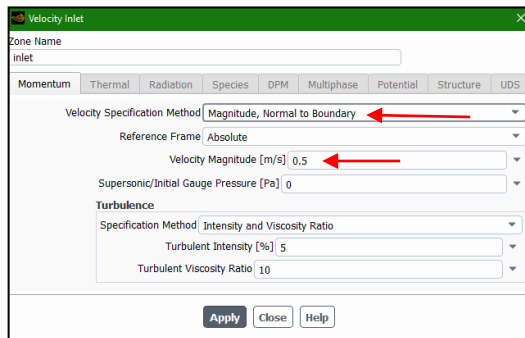 Velocity Inlet
Zone Name
inlet
Momentum Thermal Radiation Species DPM Multiphase Potential Structure UDS
Velocity Specification Method Magnitude, Normal to Boundary
Reference Frame Absolute
Velocity Magnitude [m/s] 0.5
Supersonic/Initial Gauge Pressure [Pa] 0
Turbulence
Specification Method Intensity and Viscosity Ratio
Turbulent Intensity [%] 5
Turbulent Viscosity Ratio 10
Apply Close Help